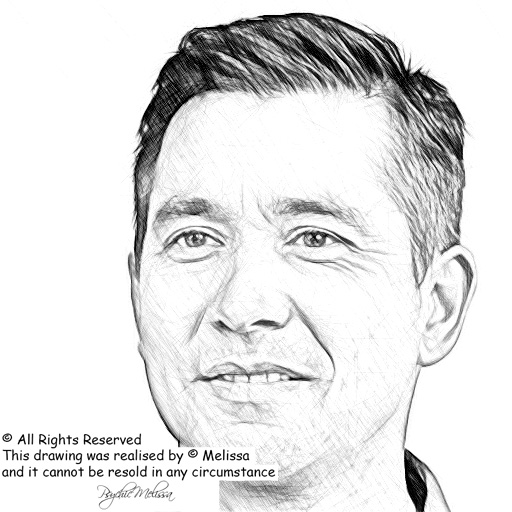 © All Rights Reserved
This drawing was realised by © Melissa
and it cannot be resold in any circumstance
Psychic Melissa